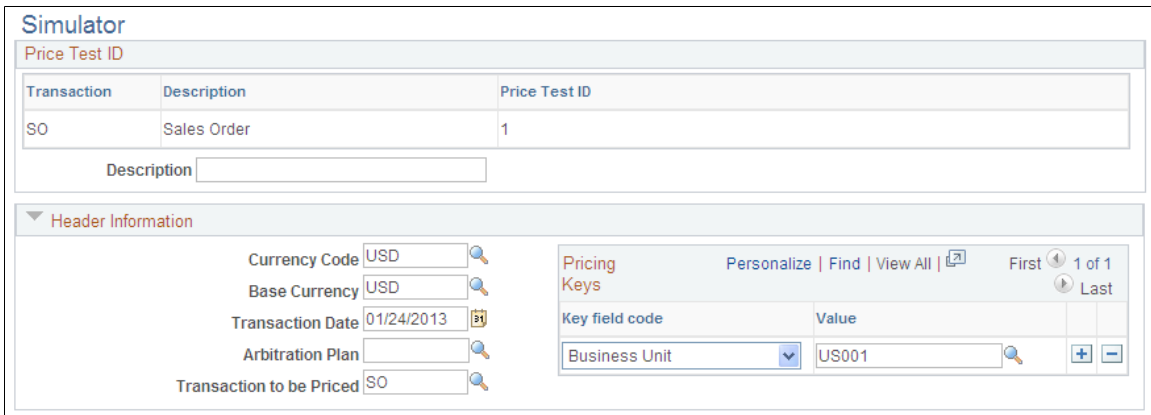 Simulator
Price Test ID
Transaction Description Price Test ID
SO Sales Order 1
Description
Header Information
Currency Code USD
Base Currency USD
Transaction Date 01/24/2013 31
Arbitration Plan
Transaction to be Priced SO
Pricing Keys Personalize | Find | View All | First 1 of 1 Last
Key field code Value
Business Unit US001